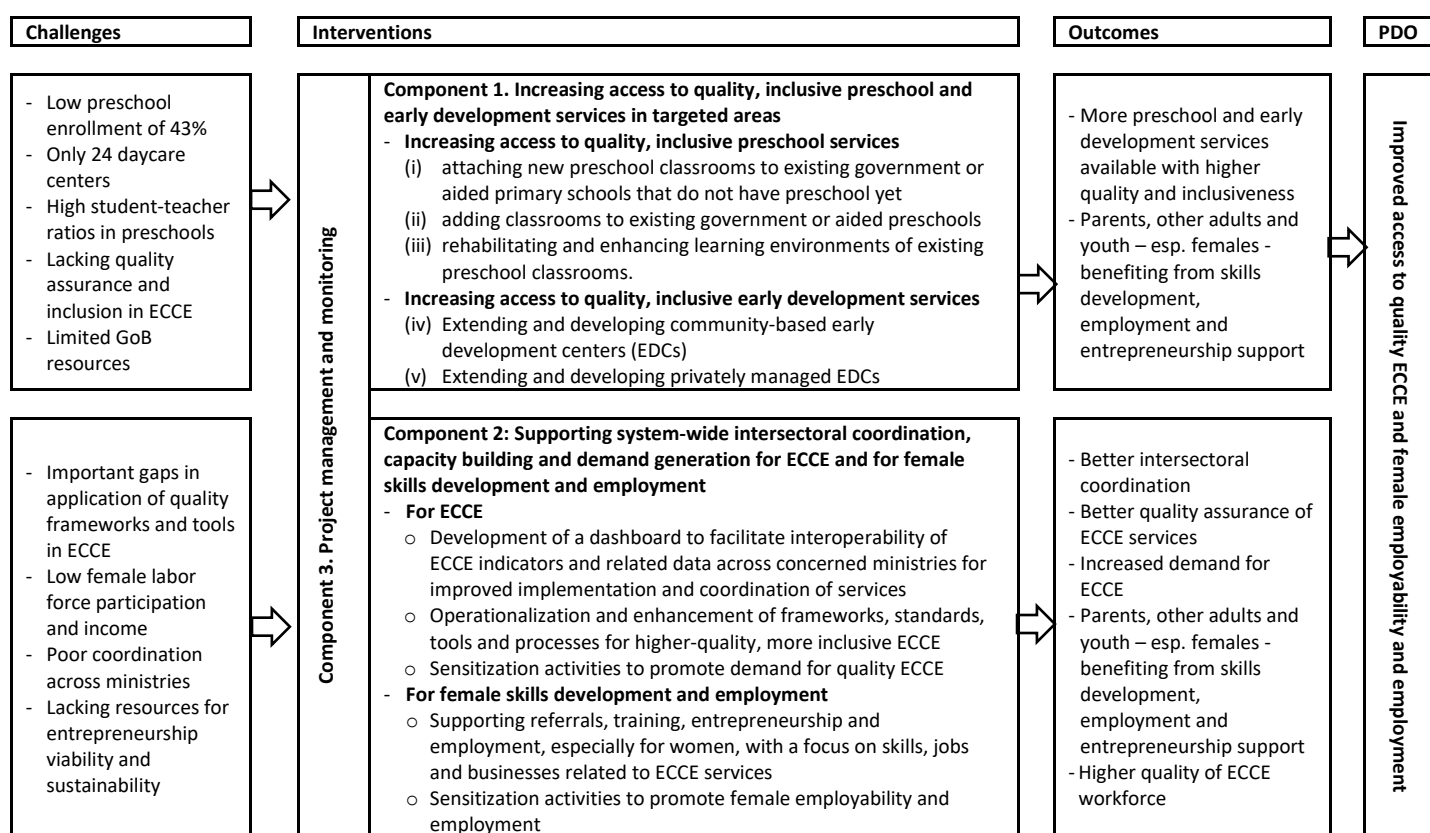 Challenges
Interventions
Outcomes
PDO
- Low preschool
enrollment of 43%
- Only 24 daycare
centers
- High student-teacher
ratios in preschools
- Lacking quality
assurance and
inclusion in ECCE
- Limited GoB
resources
- Important gaps in
application of quality
frameworks and tools
in ECCE
- Low female labor
force participation
and income
- Poor coordination
across ministries
- Lacking resources for
entrepreneurship
viability and
sustainability
Component 3. Project management and monitoring
Component 1. Increasing access to quality, inclusive preschool and
early development services in targeted areas
- Increasing access to quality, inclusive preschool services
(i) attaching new preschool classrooms to existing government or
aided primary schools that do not have preschool yet
(ii) adding classrooms to existing government or aided preschools
(iii) rehabilitating and enhancing learning environments of existing
preschool classrooms.
- Increasing access to quality, inclusive early development services
(iv) Extending and developing community-based early
development centers (EDCs)
(v) Extending and developing privately managed EDCs
Component 2: Supporting system-wide intersectoral coordination,
capacity building and demand generation for ECCE and for female
skills development and employment
- For ECCE
o Development of a dashboard to facilitate interoperability of
ECCE indicators and related data across concerned ministries for
improved implementation and coordination of services
o Operationalization and enhancement of frameworks, standards,
tools and processes for higher-quality, more inclusive ECCE
o Sensitization activities to promote demand for quality ECCE
- For female skills development and employment
o Supporting referrals, training, entrepreneurship and
employment, especially for women, with a focus on skills, jobs
and businesses related to ECCE services
o Sensitization activities to promote female employability and
employment
- More preschool and early
development services
available with higher
quality and inclusiveness
- Parents, other adults and
youth – esp. females -
benefiting from skills
development,
employment and
entrepreneurship support
- Better intersectoral
coordination
- Better quality assurance of
ECCE services
- Increased demand for
ECCE
- Parents, other adults and
youth – esp. females -
benefiting from skills
development,
employment and
entrepreneurship support
- Higher quality of ECCE
workforce
Improved access to quality ECCE and female employability and employment